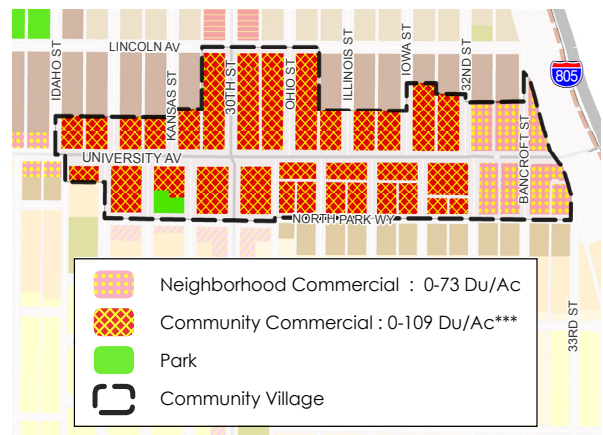 LINCOLN AV
IDAHO ST
KANSAS ST
30TH ST
OHIO ST
ILLINOIS ST
IOWA ST
32ND ST
805
UNIVERSITY AV
BANCROFT ST
NORTH PARK WY
33RD ST
Neighborhood Commercial : 0-73 Du/Ac
Community Commercial : 0-109 Du/Ac***
Park
Community Village